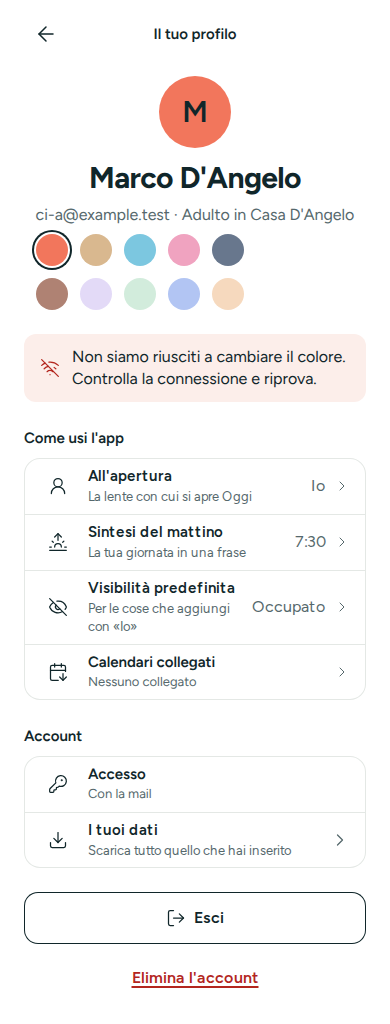 Il tuo profilo
M
Marco D'Angelo
ci-a@example.test · Adulto in Casa D'Angelo
Non siamo riusciti a cambiare il colore.
Controlla la connessione e riprova.
Come usi l'app
All'apertura
La lente con cui si apre Oggi
Io
Sintesi del mattino
La tua giornata in una frase
7:30
Visibilità predefinita
Per le cose che aggiungi
con «Io»
Occupato
Calendari collegati
Nessuno collegato
Account
Accesso
Con la mail
I tuoi dati
Scarica tutto quello che hai inserito
Esci
Elimina l'account